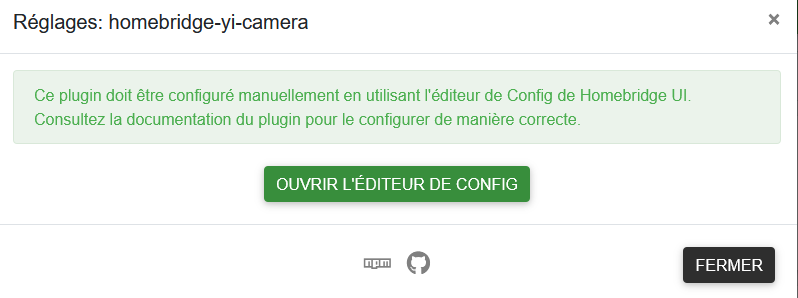 Réglages: homebridge-yi-camera
×
Ce plugin doit être configuré manuellement en utilisant l'éditeur de Config de Homebridge UI.
Consultez la documentation du plugin pour le configurer de manière correcte.
OUVRIR L'ÉDITEUR DE CONFIG
npm
FERMER